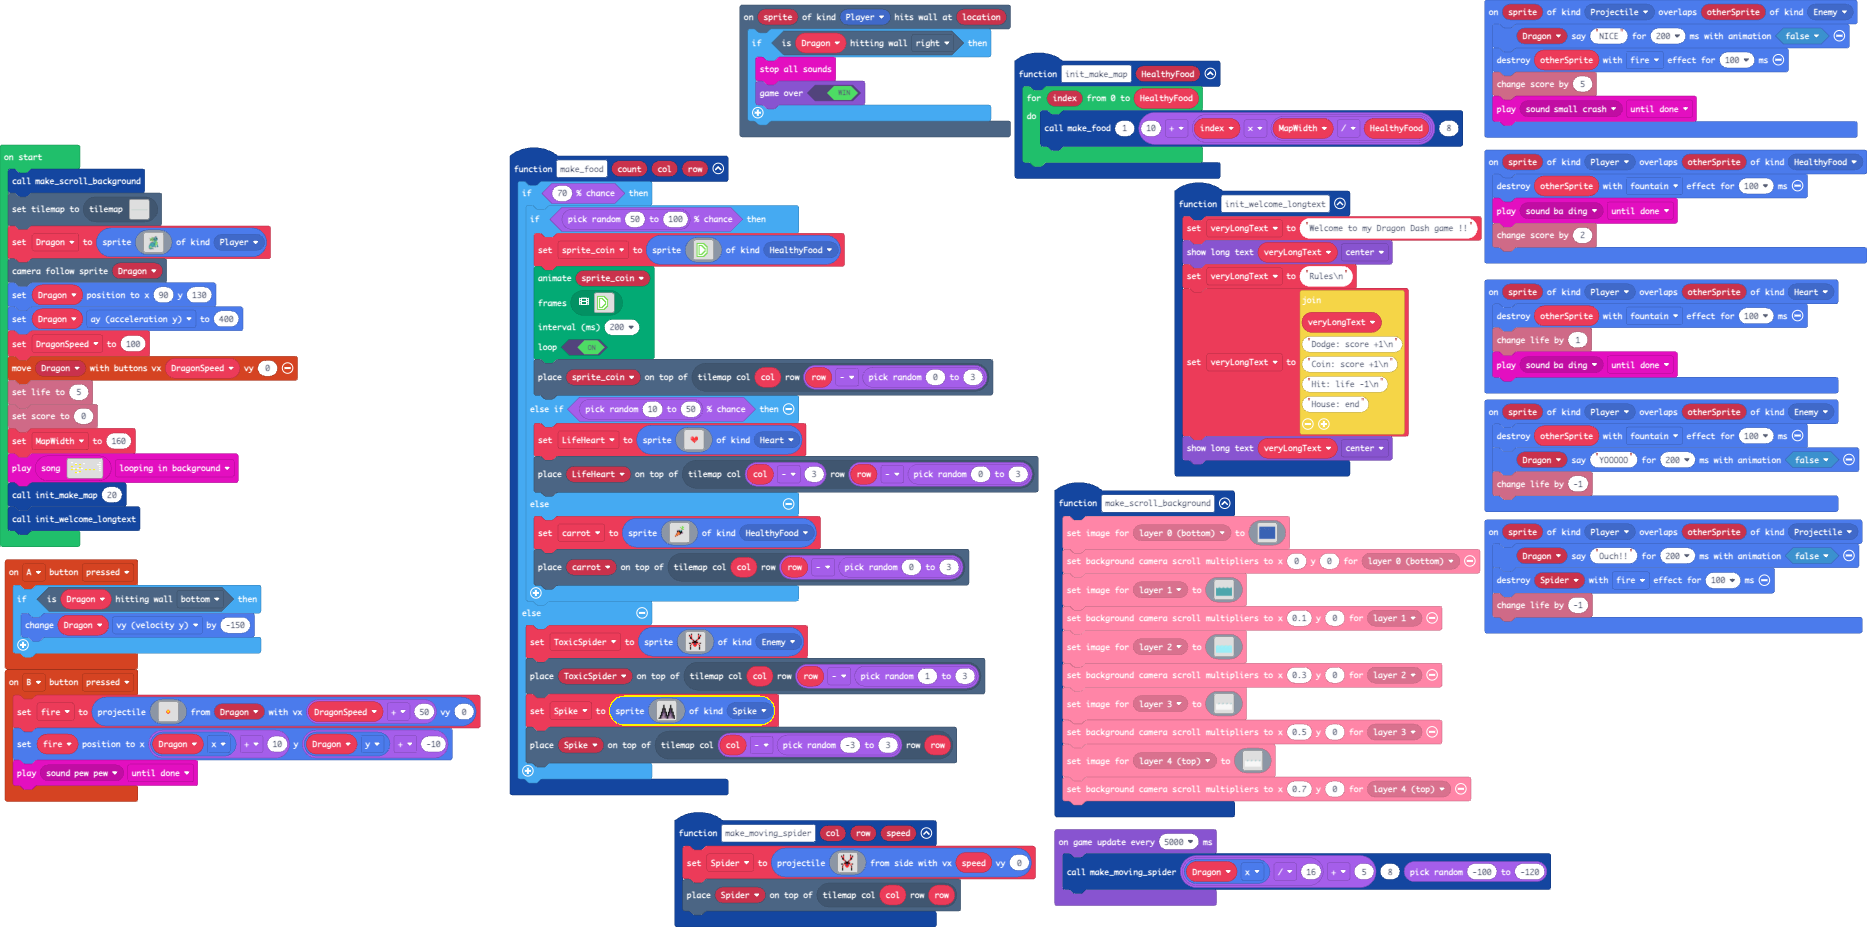 on start
call make_scroll_background
set tilemap to tilemap
set Dragon to sprite of kind Player
camera follow sprite Dragon
set Dragon position to x 90 y 130
set Dragon ay (acceleration y) to 400
set DragonSpeed to 100
move Dragon with buttons vx DragonSpeed vy 0
set life to 5
set score to 0
set MapWidth to 160
play song looping in background
call init_make_map 20
call init_welcome_longtext
on A button pressed
if is Dragon hitting wall bottom then
change Dragon vy (velocity y) by -150
on B button pressed
set fire to projectile from Dragon with vx DragonSpeed + 50 vy 0
set fire position to x Dragon x + 10 y Dragon y + -10
play sound pew pew until done
function make_food count col row
if 70 % chance then
if pick random 50 to 100 % chance then
set sprite_coin to sprite of kind HealthyFood
animate sprite_coin
frames
interval (ms) 200
loop ON
place sprite_coin on top of tilemap col col row row - pick random 0 to 3
else if pick random 10 to 50 % chance then
set LifeHeart to sprite of kind Heart
place LifeHeart on top of tilemap col col - 3 row row - pick random 0 to 3
else
set carrot to sprite of kind HealthyFood
place carrot on top of tilemap col col row row - pick random 0 to 3
else
set ToxicSpider to sprite of kind Enemy
place ToxicSpider on top of tilemap col col row row - pick random 1 to 3
set Spike to sprite of kind Spike
place Spike on top of tilemap col col - pick random -3 to 3 row row
function make_moving_spider col row speed
set Spider to projectile from side with vx speed vy 0
place Spider on top of tilemap col col row row
on sprite of kind Player hits wall at location
if is Dragon hitting wall right then
stop all sounds
game over WIN
function init_make_map HealthyFood
for index from 0 to HealthyFood
do call make_food 1 10 + index x MapWidth / HealthyFood 8
function init_welcome_longtext
set veryLongText to "Welcome to my Dragon Dash game !!"
show long text veryLongText center
set veryLongText to "Rules\n"
set veryLongText to join
veryLongText
"Dodge: score +1\n"
"Coin: score +1\n"
"Hit: life -1\n"
"House: end"
show long text veryLongText center
function make_scroll_background
set image for layer 0 (bottom) to
set background camera scroll multipliers to x 0 y 0 for layer 0 (bottom)
set image for layer 1 to
set background camera scroll multipliers to x 0.1 y 0 for layer 1
set image for layer 2 to
set background camera scroll multipliers to x 0.3 y 0 for layer 2
set image for layer 3 to
set background camera scroll multipliers to x 0.5 y 0 for layer 3
set image for layer 4 (top) to
set background camera scroll multipliers to x 0.7 y 0 for layer 4 (top)
on game update every 5000 ms
call make_moving_spider Dragon x / 16 + 5 8 pick random -100 to -120
on sprite of kind Projectile overlaps otherSprite of kind Enemy
Dragon say "NICE" for 200 ms with animation false
destroy otherSprite with fire effect for 100 ms
change score by 5
play sound small crash until done
on sprite of kind Player overlaps otherSprite of kind HealthyFood
destroy otherSprite with fountain effect for 100 ms
play sound ba ding until done
change score by 2
on sprite of kind Player overlaps otherSprite of kind Heart
destroy otherSprite with fountain effect for 100 ms
change life by 1
play sound ba ding until done
on sprite of kind Player overlaps otherSprite of kind Enemy
destroy otherSprite with fountain effect for 100 ms
Dragon say "YOOOOO" for 200 ms with animation false
change life by -1
on sprite of kind Player overlaps otherSprite of kind Projectile
Dragon say "Ouch!!" for 200 ms with animation false
destroy Spider with fire effect for 100 ms
change life by -1